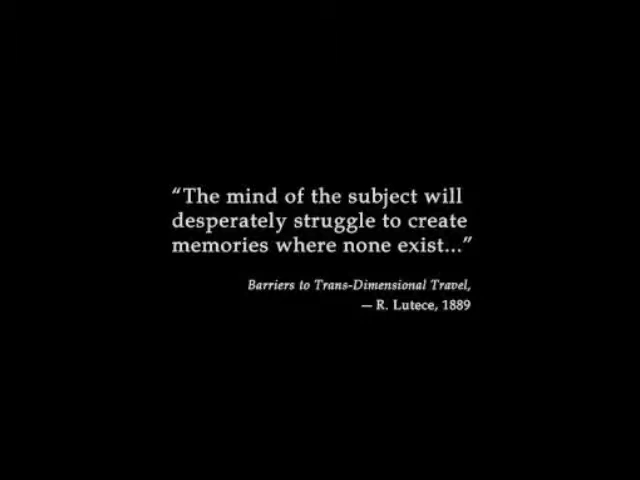 “The mind of the subject will
desperately struggle to create
memories where none exist...”
Barriers to Trans-Dimensional Travel,
— R. Lutece, 1889